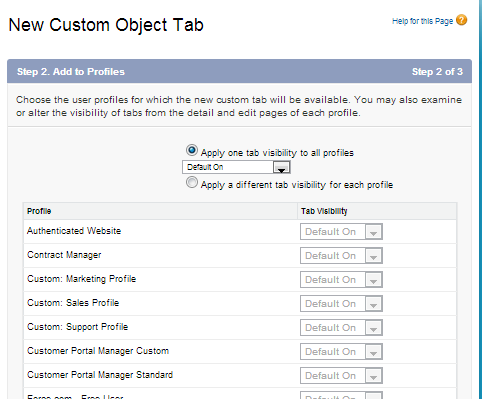 New Custom Object Tab
Help for this Page
Step 2. Add to Profiles Step 2 of 3
Choose the user profiles for which the new custom tab will be available. You may also examine
or alter the visibility of tabs from the detail and edit pages of each profile.
Apply one tab visibility to all profiles
Default On
Apply a different tab visibility for each profile
Profile Tab Visibility
Authenticated Website Default On
Contract Manager Default On
Custom: Marketing Profile Default On
Custom: Sales Profile Default On
Custom: Support Profile Default On
Customer Portal Manager Custom Default On
Customer Portal Manager Standard Default On
Force.com - Free User Default On